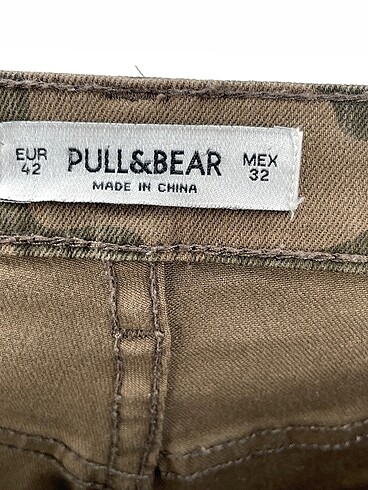 EUR 42
PULL&BEAR
MADE IN CHINA
MEX 32